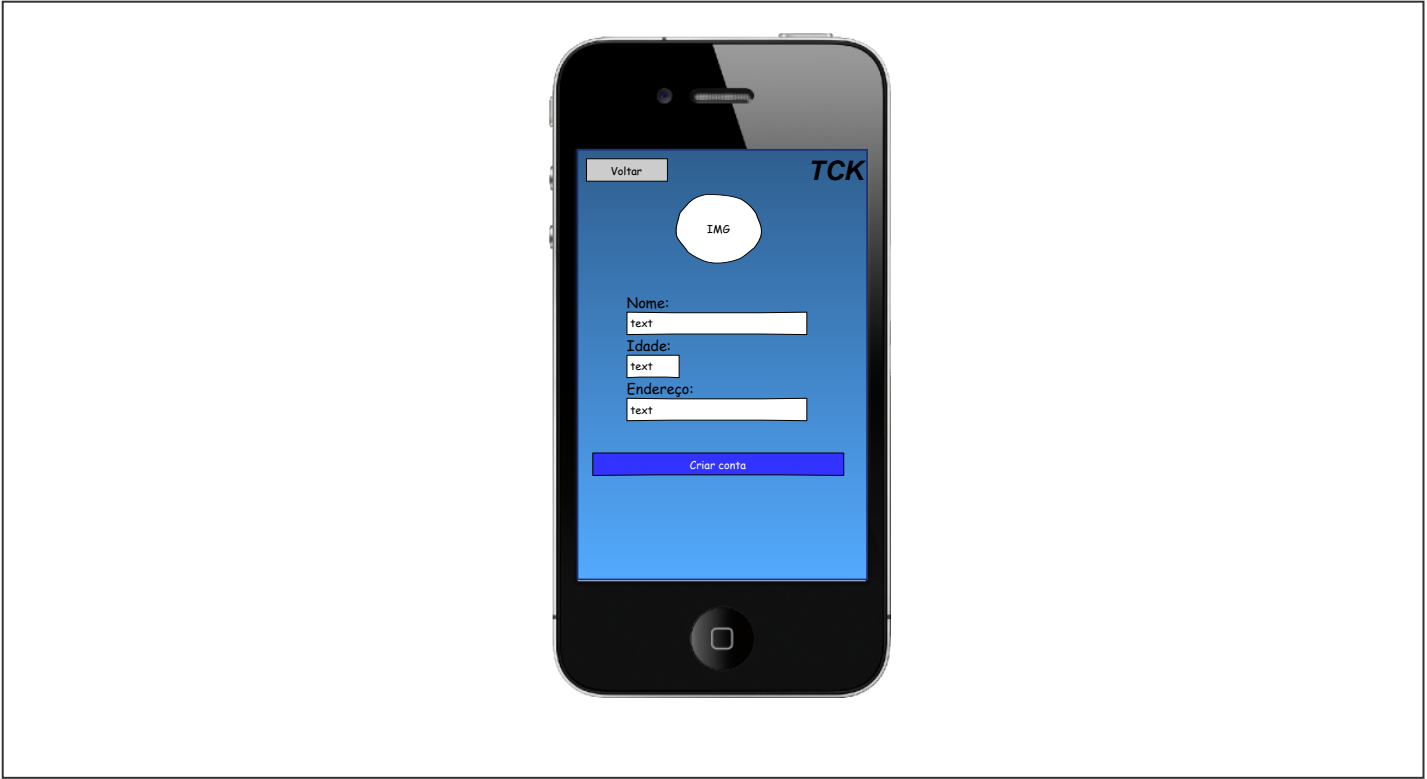 Voltar
TCK
IMG
Nome:
text
Idade:
text
Endereço:
text
Criar conta